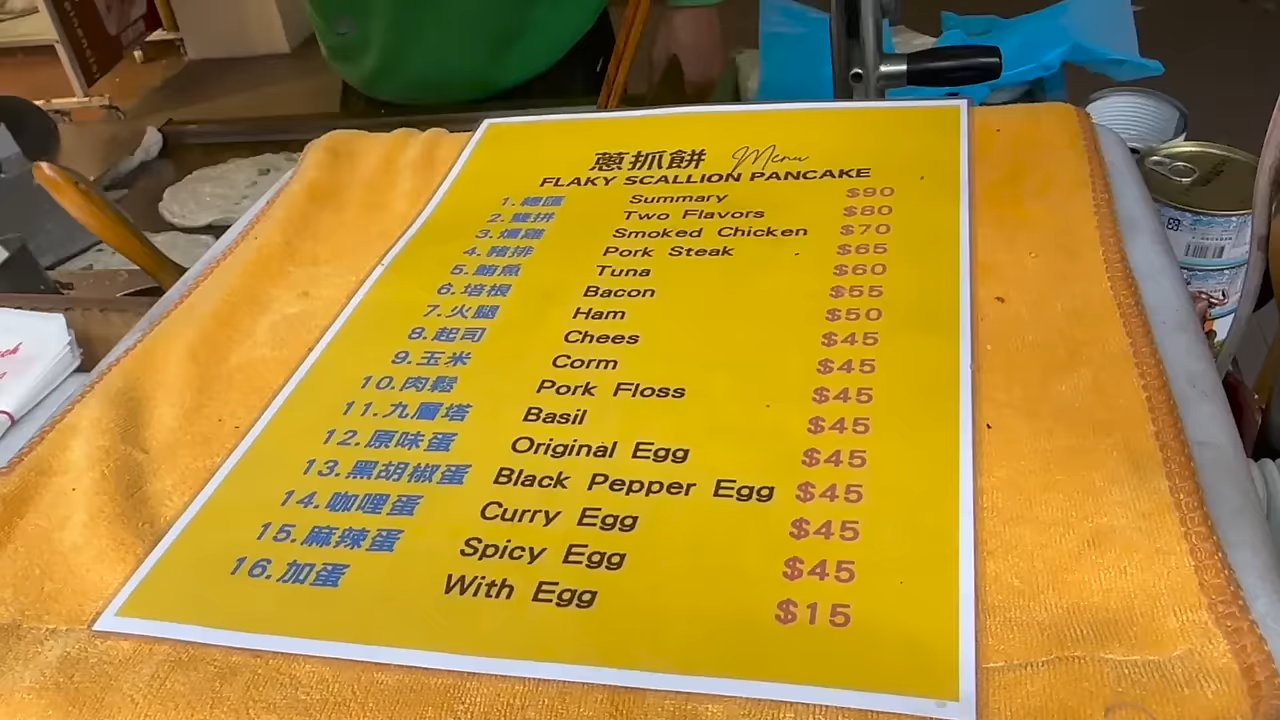 蔥抓餅 Menu
FLAKY SCALLION PANCAKE
1.總匯 Summary $90
2.雙拼 Two Flavors $80
3.燻雞 Smoked Chicken $70
4.豬排 Pork Steak $65
5.鮪魚 Tuna $60
6.培根 Bacon $55
7.火腿 Ham $50
8.起司 Chees $45
9.玉米 Corm $45
10.肉鬆 Pork Floss $45
11.九層塔 Basil $45
12.原味蛋 Original Egg $45
13.黑胡椒蛋 Black Pepper Egg $45
14.咖哩蛋 Curry Egg $45
15.麻辣蛋 Spicy Egg $45
16.加蛋 With Egg $15